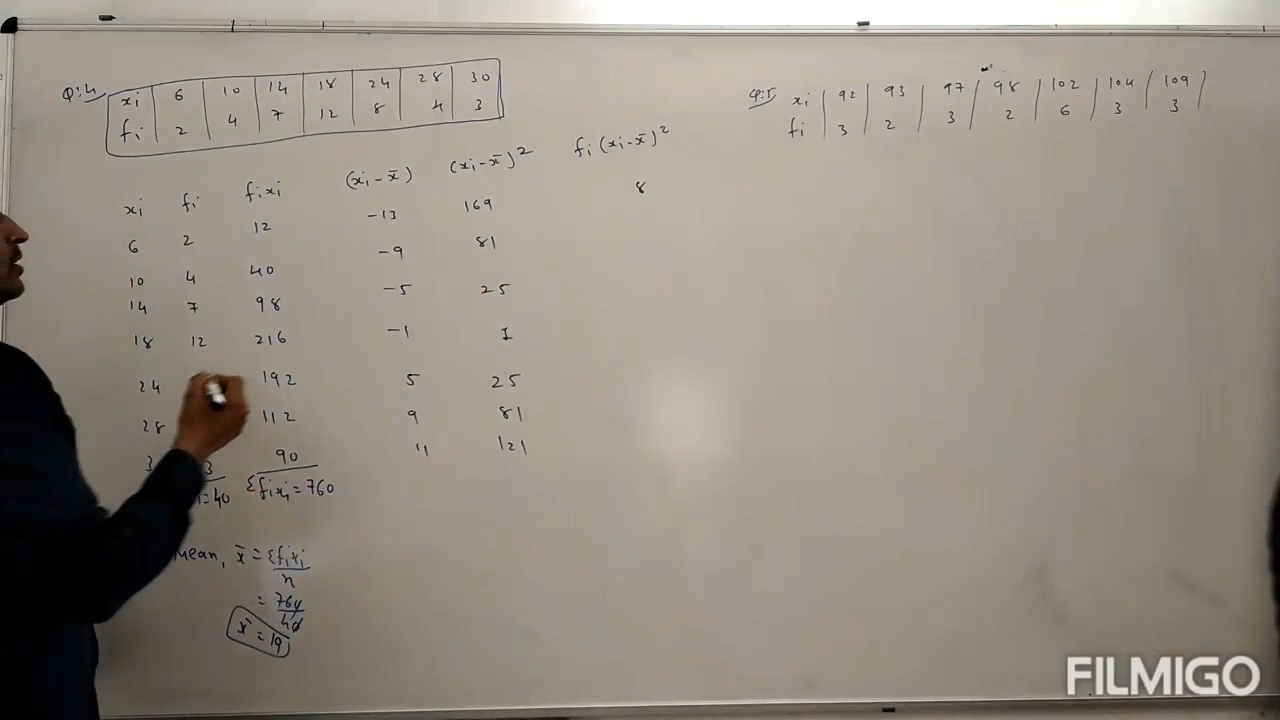 Q:4
xi | 6 | 10 | 14 | 18 | 24 | 28 | 30
fi | 2 | 4 | 7 | 12 | 8 | 4 | 3
xi fi fixi (xi - x̄) (xi - x̄)² fi(xi - x̄)²
6 2 12 -13 169 8
10 4 40 -9 81
14 7 98 -5 25
18 12 216 -1 1
24 192 5 25
28 112 9 81
3 3 90 11 121
=40 Σfixi = 760
Mean, x̄ = Σfixi
n
= 760
40
x̄ = 19
Q:5 xi | 92 | 93 | 97 | 98 | 102 | 104 | 109 |
fi | 3 | 2 | 3 | 2 | 6 | 3 | 3
FILMIGO